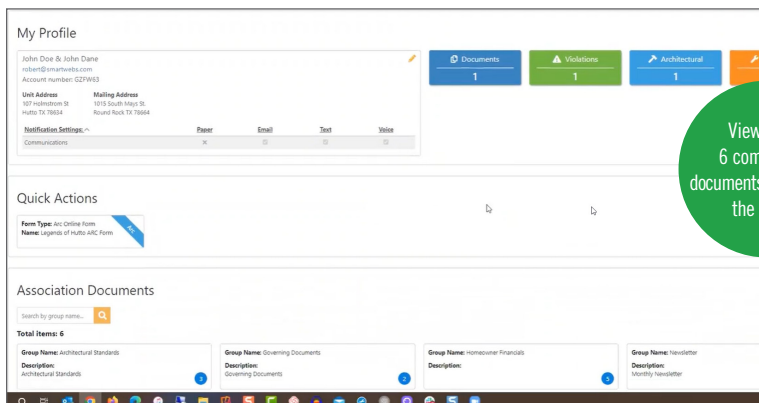 My Profile
John Doe & John Dane
robert@smartwebs.com
Account number: GZFW63
Unit Address Mailing Address
107 Holmstrom St 1015 South Mays St.
Hutto TX 78634 Round Rock TX 78664
Notification Settings: Paper Email Text Voice
Communications
Documents
1
Violations
1
Architectural
1
View
6 com
documents
the
Quick Actions
Form Type: Arc Online Form
Name: Legends of Hutto ARC Form
Arc
Association Documents
Search by group name...
Total items: 6
Group Name: Architectural Standards
Description:
Architectural Standards
3
Group Name: Governing Documents
Description:
Governing Documents
2
Group Name: Homeowner Financials
Description:
5
Group Name: Newsletter
Description:
Monthly Newsletter